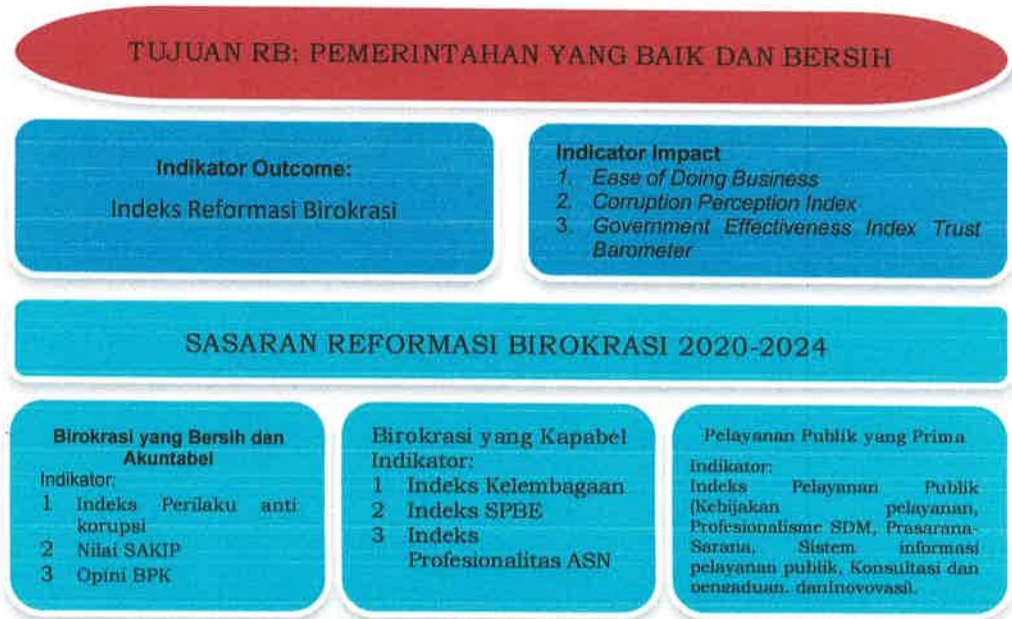 TUJUAN RB: PEMERINTAHAN YANG BAIK DAN BERSIH
Indikator Outcome:
Indeks Reformasi Birokrasi
Indicator Impact
1. Ease of Doing Business
2. Corruption Perception Index
3. Government Effectiveness Index Trust
Barometer
SASARAN REFORMASI BIROKRASI 2020-2024
Birokrasi yang Bersih dan
Akuntabel
Indikator:
1 Indeks Perilaku anti
korupsi
2 Nilai SAKIP
3 Opini BPK
Birokrasi yang Kapabel
Indikator:
1 Indeks Kelembagaan
2 Indeks SPBE
3 Indeks
Profesionalitas ASN
Pelayanan Publik yang Prima
Indikator:
Indeks Pelayanan Publik
(Kebijakan pelayanan,
Profesionalisme SDM, Prasarana-
Sarana, Sistem informasi
pelayanan publik, Konsultasi dan
pengaduan, danInovovasi).